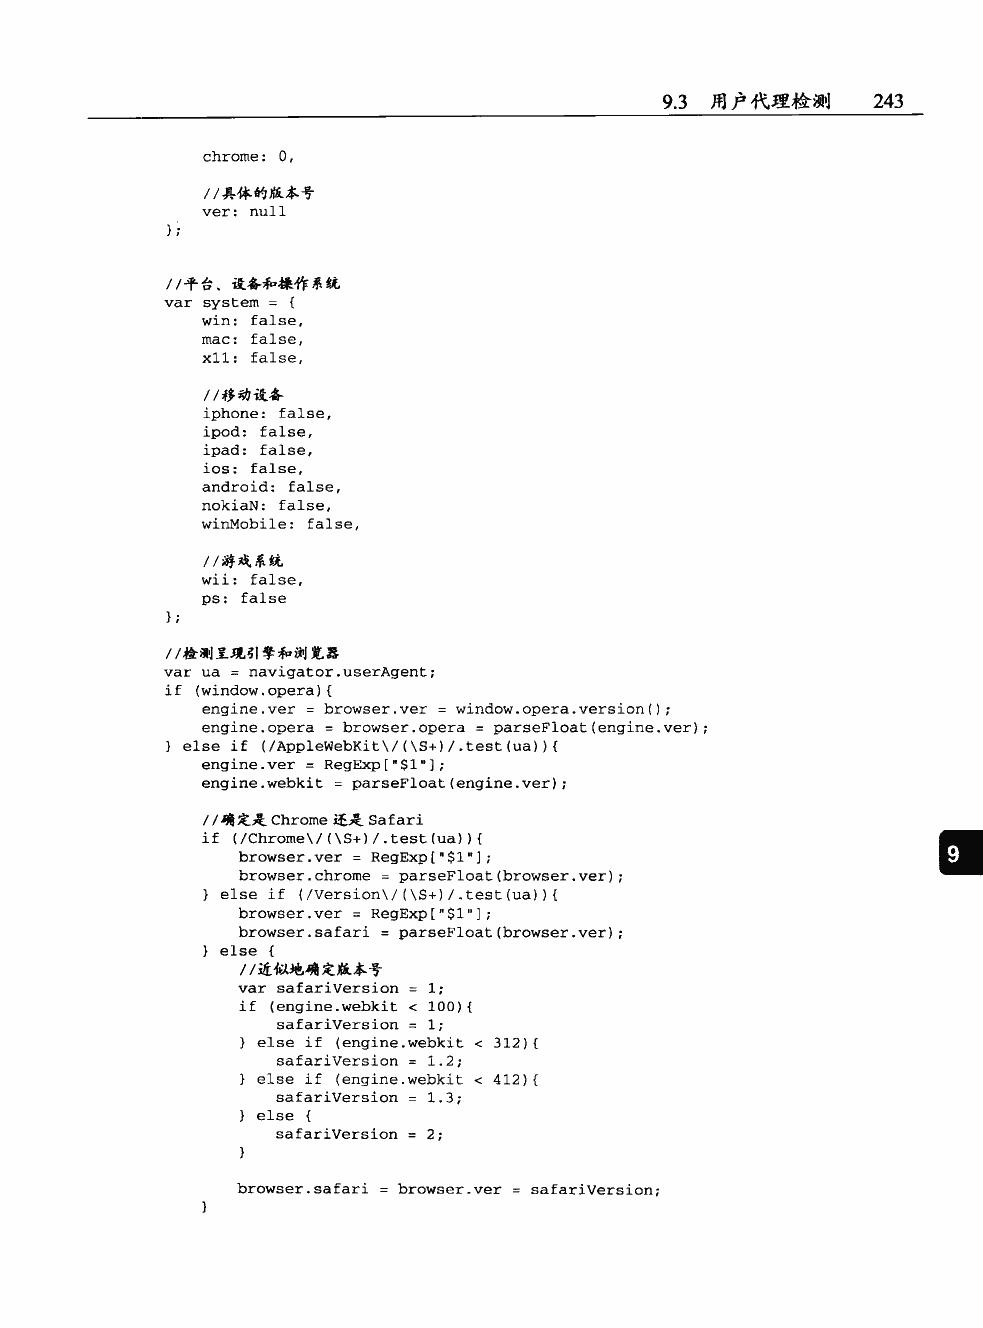 9.3 用户代理检测 243
chrome: 0,
//具体的版本号
ver: null
};
//平台、设备和操作系统
var system = {
win: false,
mac: false,
x11: false,
//移动设备
iphone: false,
ipod: false,
ipad: false,
ios: false,
android: false,
nokiaN: false,
winMobile: false,
//游戏系统
wii: false,
ps: false
};
//检测呈现引擎和浏览器
var ua = navigator.userAgent;
if (window.opera){
engine.ver = browser.ver = window.opera.version();
engine.opera = browser.opera = parseFloat(engine.ver);
} else if (/AppleWebKit\/(\S+)/.test(ua)){
engine.ver = RegExp["$1"];
engine.webkit = parseFloat(engine.ver);
//确定是 Chrome 还是 Safari
if (/Chrome\/(\S+)/.test(ua)){
browser.ver = RegExp["$1"];
browser.chrome = parseFloat(browser.ver);
} else if (/Version\/(\S+)/.test(ua)){
browser.ver = RegExp["$1"];
browser.safari = parseFloat(browser.ver);
} else {
//近似地确定版本号
var safariVersion = 1;
if (engine.webkit < 100){
safariVersion = 1;
} else if (engine.webkit < 312){
safariVersion = 1.2;
} else if (engine.webkit < 412){
safariVersion = 1.3;
} else {
safariVersion = 2;
}
browser.safari = browser.ver = safariVersion;
}
9